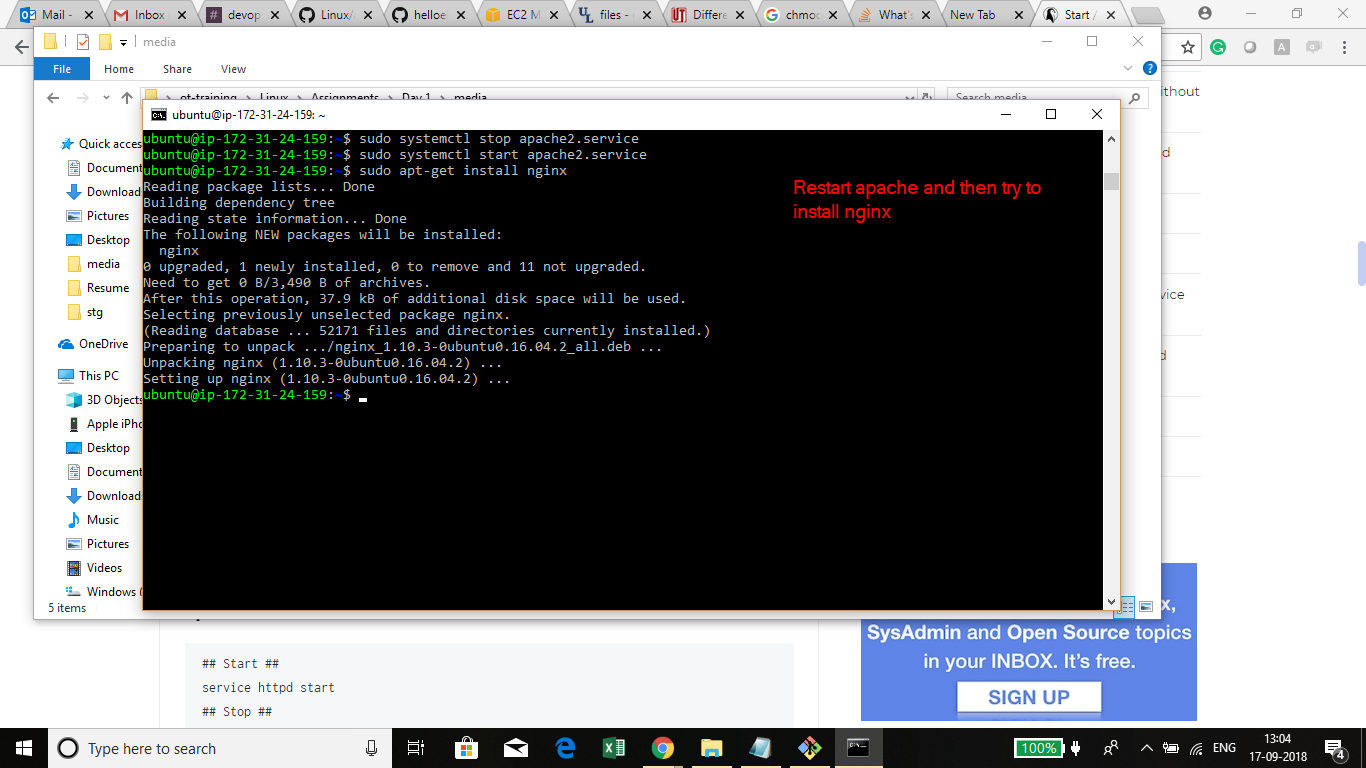 Mail -
Inbox
devop
Linux/
helloe
EC2 M
files -
Differe
chmod
What's
New Tab
Start /
media
File
Home
Share
View
ot-training
Linux
Assignments
Day 1
media
Search media
ubuntu@ip-172-31-24-159: ~
ubuntu@ip-172-31-24-159:~$ sudo systemctl stop apache2.service
ubuntu@ip-172-31-24-159:~$ sudo systemctl start apache2.service
ubuntu@ip-172-31-24-159:~$ sudo apt-get install nginx
Reading package lists... Done
Building dependency tree
Reading state information... Done
The following NEW packages will be installed:
nginx
0 upgraded, 1 newly installed, 0 to remove and 11 not upgraded.
Need to get 0 B/3,490 B of archives.
After this operation, 37.9 kB of additional disk space will be used.
Selecting previously unselected package nginx.
(Reading database ... 52171 files and directories currently installed.)
Preparing to unpack .../nginx_1.10.3-0ubuntu0.16.04.2_all.deb ...
Unpacking nginx (1.10.3-0ubuntu0.16.04.2) ...
Setting up nginx (1.10.3-0ubuntu0.16.04.2) ...
ubuntu@ip-172-31-24-159:~$
Restart apache and then try to
install nginx
Quick acces
Document
Download
Pictures
Desktop
media
Resume
stg
OneDrive
This PC
3D Objects
Apple iPho
Desktop
Document
Download
Music
Pictures
Videos
Windows (
5 items
ithout
d
vice
d
x,
SysAdmin and Open Source topics
in your INBOX. It's free.
SIGN UP
## Start ##
service httpd start
## Stop ##
Type here to search
100%
ENG
13:04
17-09-2018
4